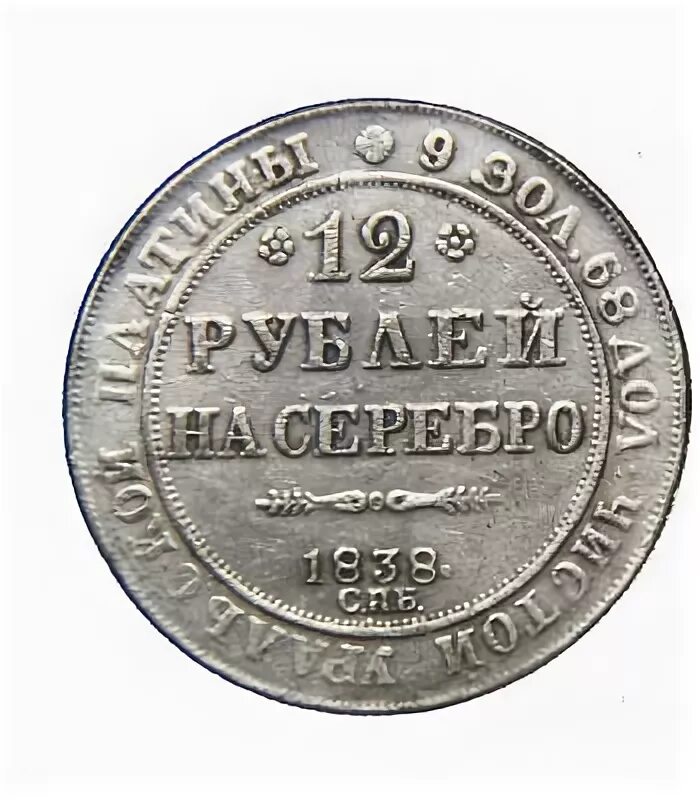 9 ЗОЛ. 68 ДОЛ. ЧИСТОЙ УРАЛЬСКОЙ ПЛАТИНЫ
12
РУБЛЕЙ
НА СЕРЕБРО
1838.
С.П.Б.